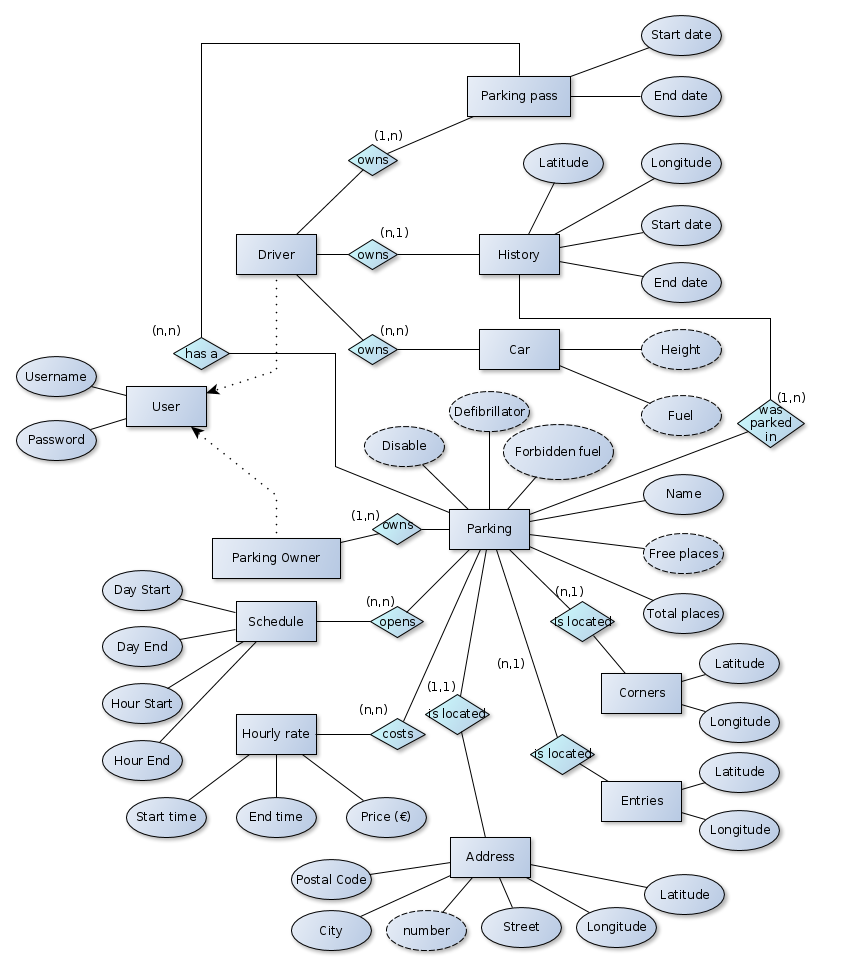 Start date
Parking pass
End date
(1,n)
owns
Latitude
Longitude
Start date
(n,1)
Driver
owns
History
End date
(n,n)
(n,n)
has a
owns
Car
Height
Username
User
Fuel
(1,n)
was
parked
in
Password
Defibrillator
Disable
Forbidden fuel
Name
(1,n)
owns
Parking
Parking Owner
Free places
Day Start
(n,n)
(n,1)
Schedule
opens
is located
Total places
Day End
(n,1)
Latitude
Hour Start
(1,1)
Corners
(n,n)
is located
Longitude
Hourly rate
costs
is located
Hour End
Latitude
Entries
Start time
End time
Price (€)
Longitude
Address
Postal Code
Latitude
City
number
Street
Longitude